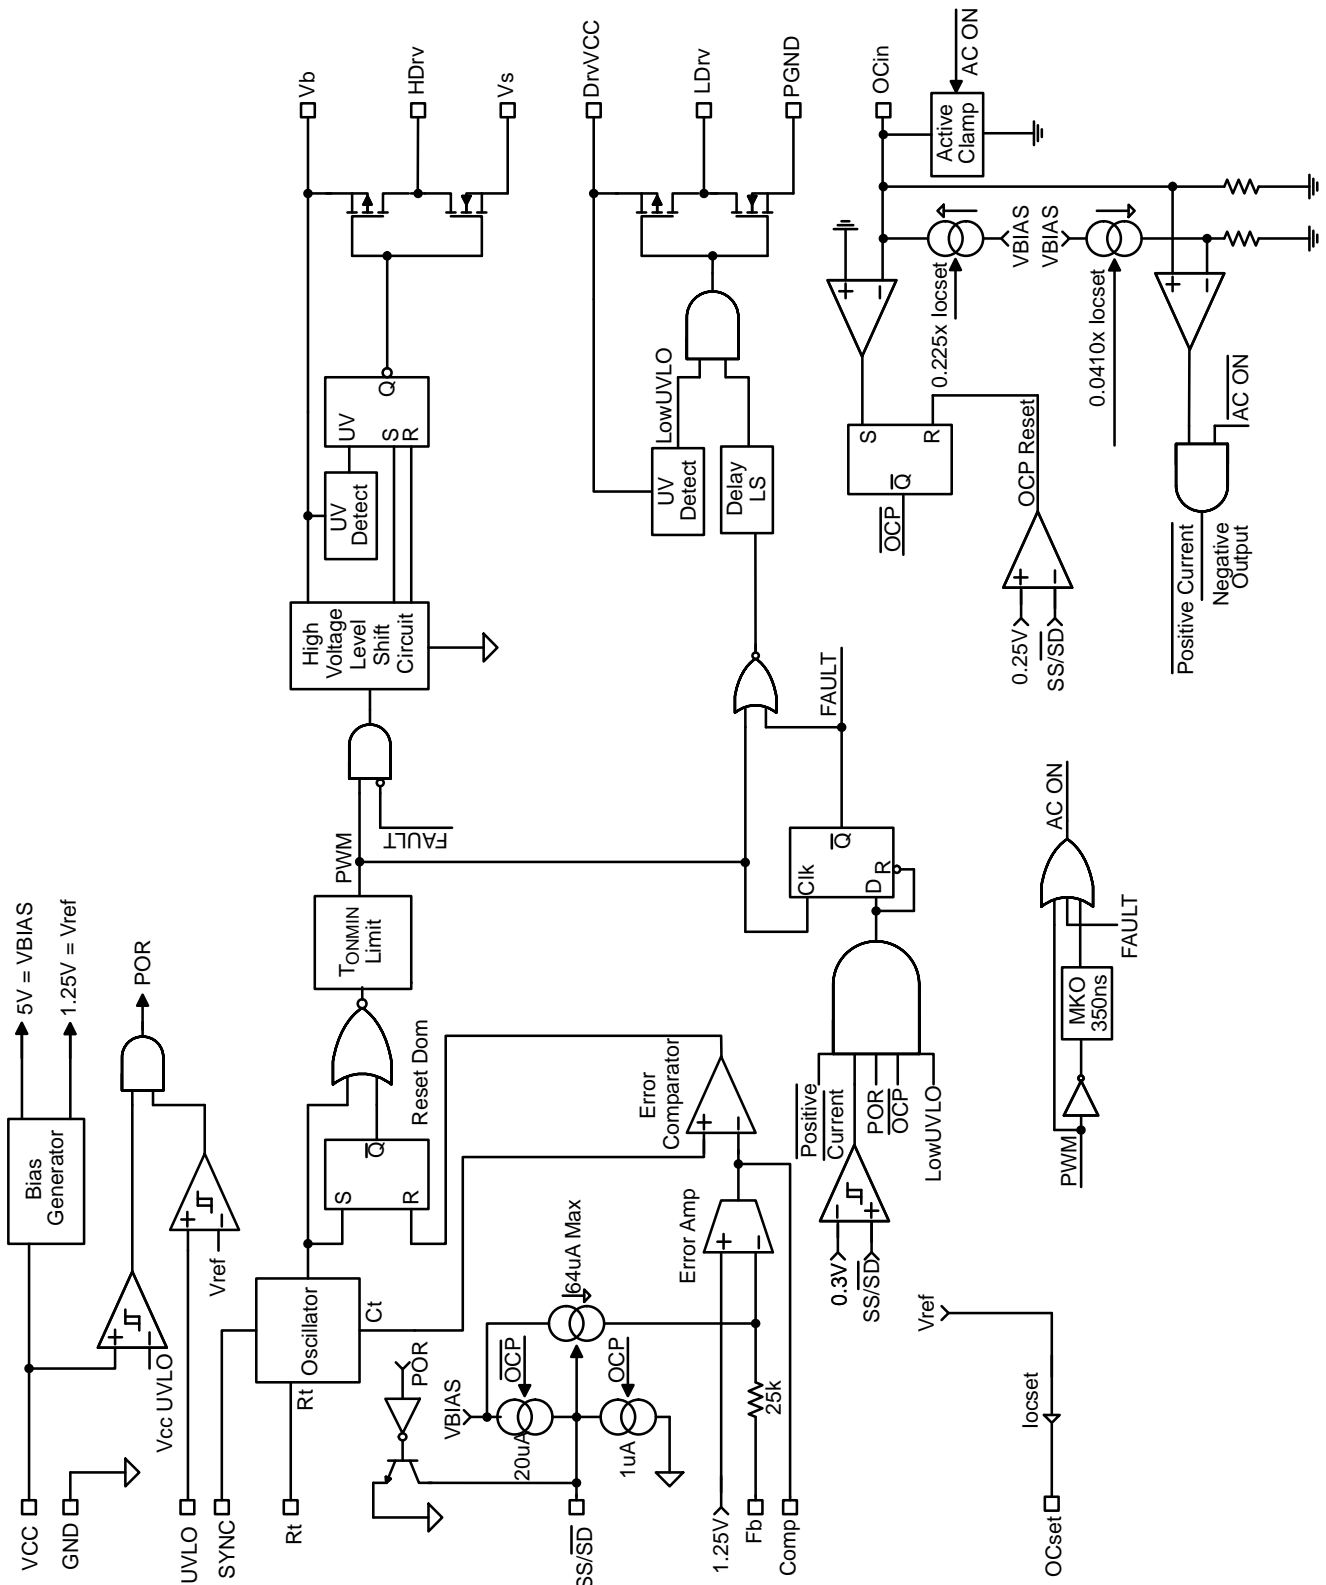 VCC
GND
UVLO
SYNC
Rt
SS/SD
1.25V
Fb
Comp
OCset
Bias
Generator
5V = VBIAS
1.25V = Vref
POR
Vcc UVLO
Vref
+
−
+
−
Oscillator
Rt
Ct
S
R
Q
Reset Dom
TONMIN
Limit
PWM
FAULT
POR
VBIAS
OCP
20uA
64uA Max
OCP
1uA
25k
Error Amp
+
−
Error
Comparator
+
−
High
Voltage
Level
Shift
Circuit
UV
Detect
UV
S
R
Q
Vb
HDrv
Vs
DrvVCC
LDrv
PGND
UV
Detect
LowUVLO
Delay
LS
FAULT
Clk
D
R
Q
Positive
Current
POR
OCP
LowUVLO
0.3V
SS/SD
−
+
Vref
Iocset
PWM
MKO
350ns
FAULT
AC ON
OCin
Active
Clamp
AC ON
+
−
S
R
Q
OCP
OCP Reset
0.25V
SS/SD
+
−
0.225x Iocset
VBIAS
VBIAS
0.0410x Iocset
+
−
AC ON
Positive Current
Negative
Output